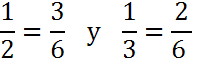 1/2 = 3/6 y 1/3 = 2/6